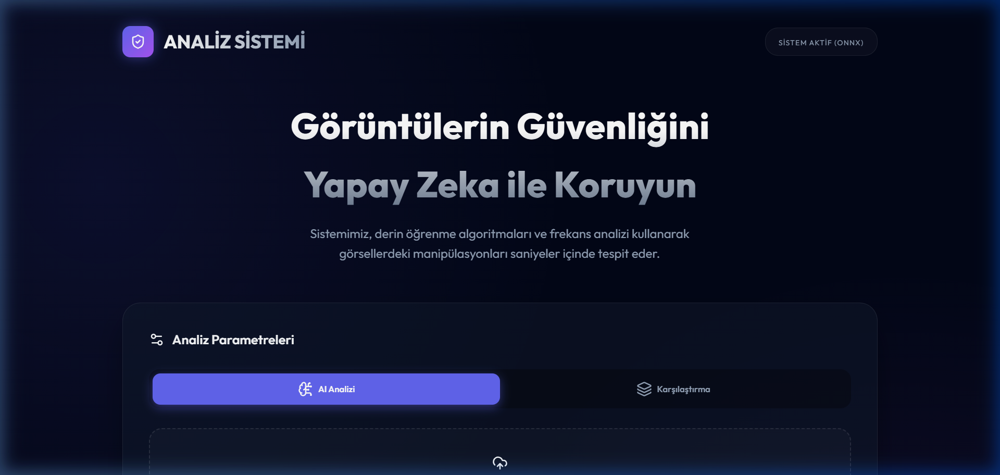 ANALİZ SİSTEMİ
SİSTEM AKTİF (ONNX)
Görüntülerin Güvenliğini
Yapay Zeka ile Koruyun
Sistemimiz, derin öğrenme algoritmaları ve frekans analizi kullanarak
görsellerdeki manipülasyonları saniyeler içinde tespit eder.
Analiz Parametreleri
AI Analizi
Karşılaştırma